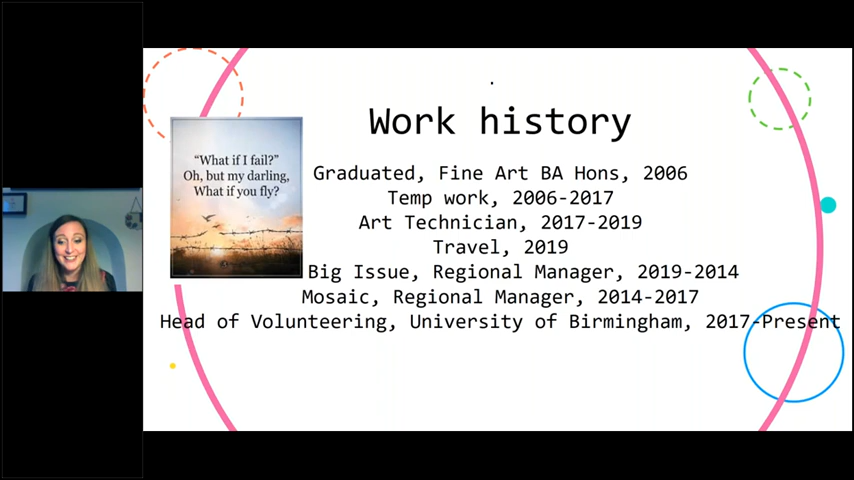 Work history
“What if I fail?”
Oh, but my darling,
What if you fly?
Graduated, Fine Art BA Hons, 2006
Temp work, 2006-2017
Art Technician, 2017-2019
Travel, 2019
Big Issue, Regional Manager, 2019-2014
Mosaic, Regional Manager, 2014-2017
Head of Volunteering, University of Birmingham, 2017-Present